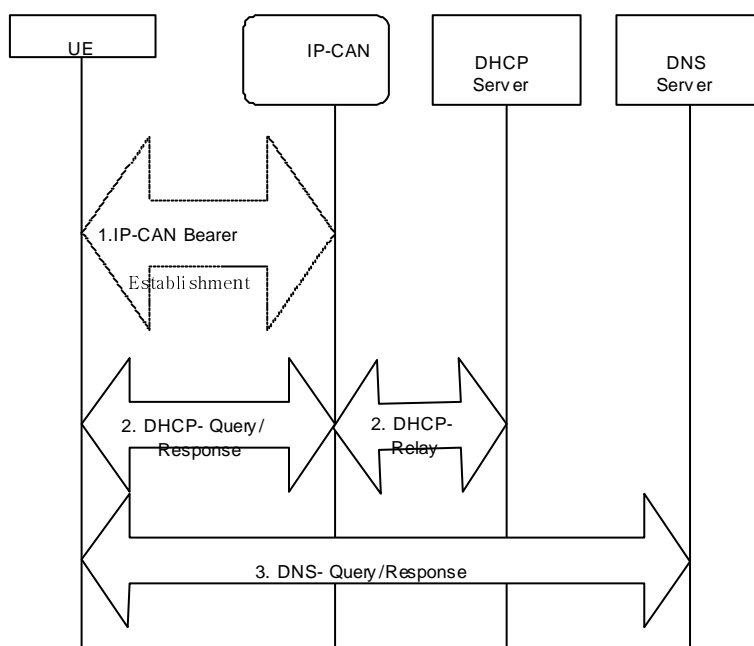 UE
IP-CAN
DHCP
Server
DNS
Server
1.IP-CAN Bearer
Establishment
2. DHCP- Query/
Response
2. DHCP-
Relay
3. DNS- Query/Response